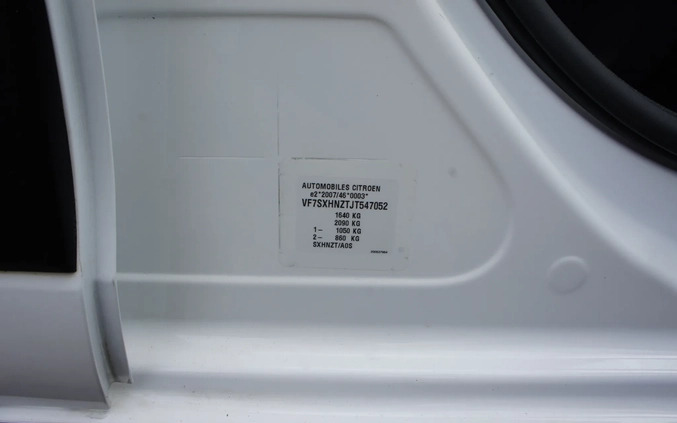 AUTOMOBILES CITROEN
e2*2007/46*0003*
VF7SXHNZTJT547052
1640 KG
2090 KG
1- 1050 KG
2- 860 KG
SXHNZT/A0S